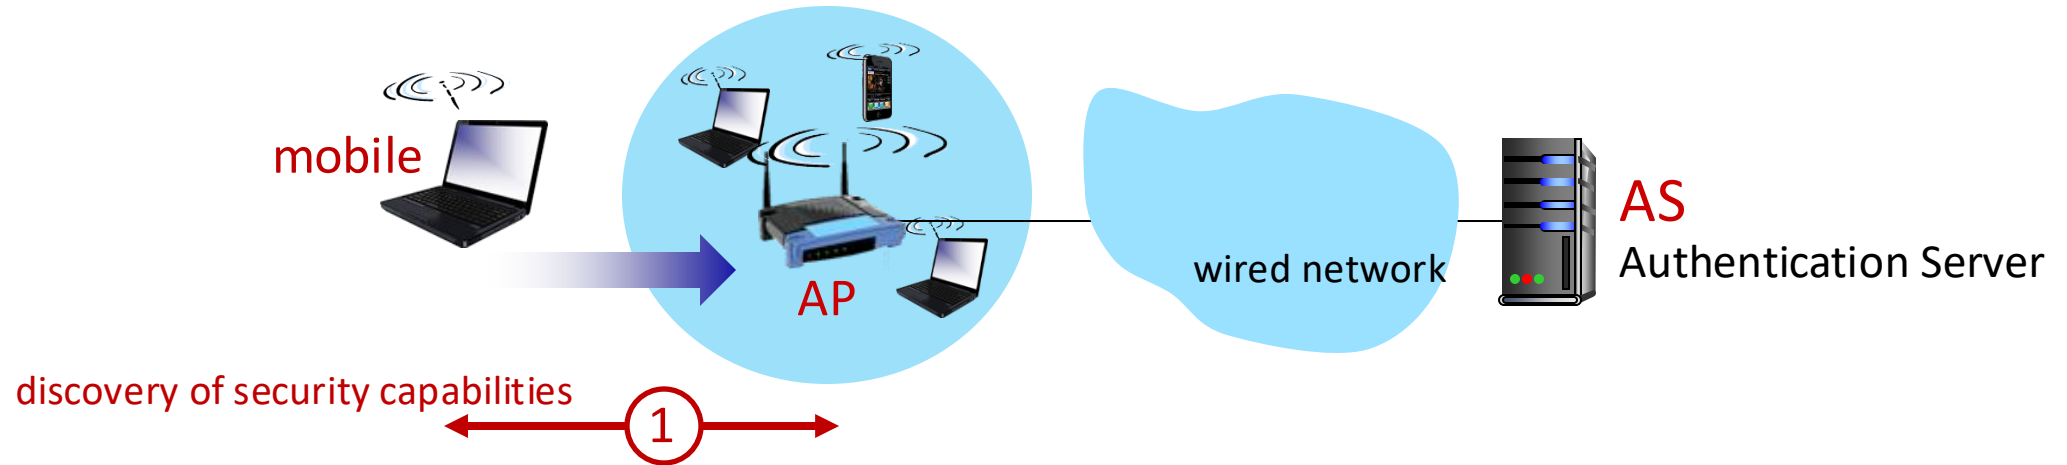 mobile
AP
wired network
AS
Authentication Server
discovery of security capabilities
1